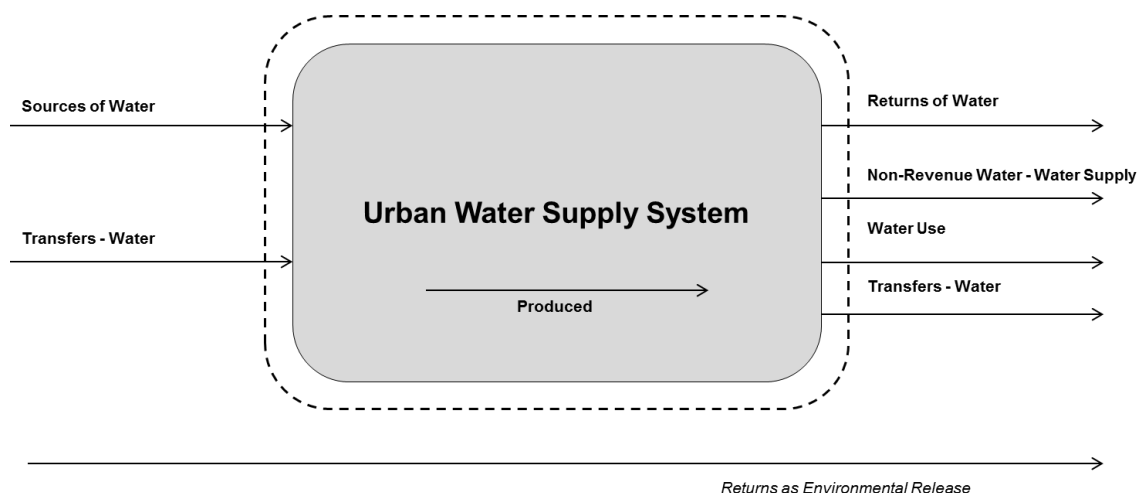 Sources of Water
Returns of Water
Non-Revenue Water - Water Supply
Urban Water Supply System
Water Use
Transfers - Water
Transfers - Water
Produced
Returns as Environmental Release